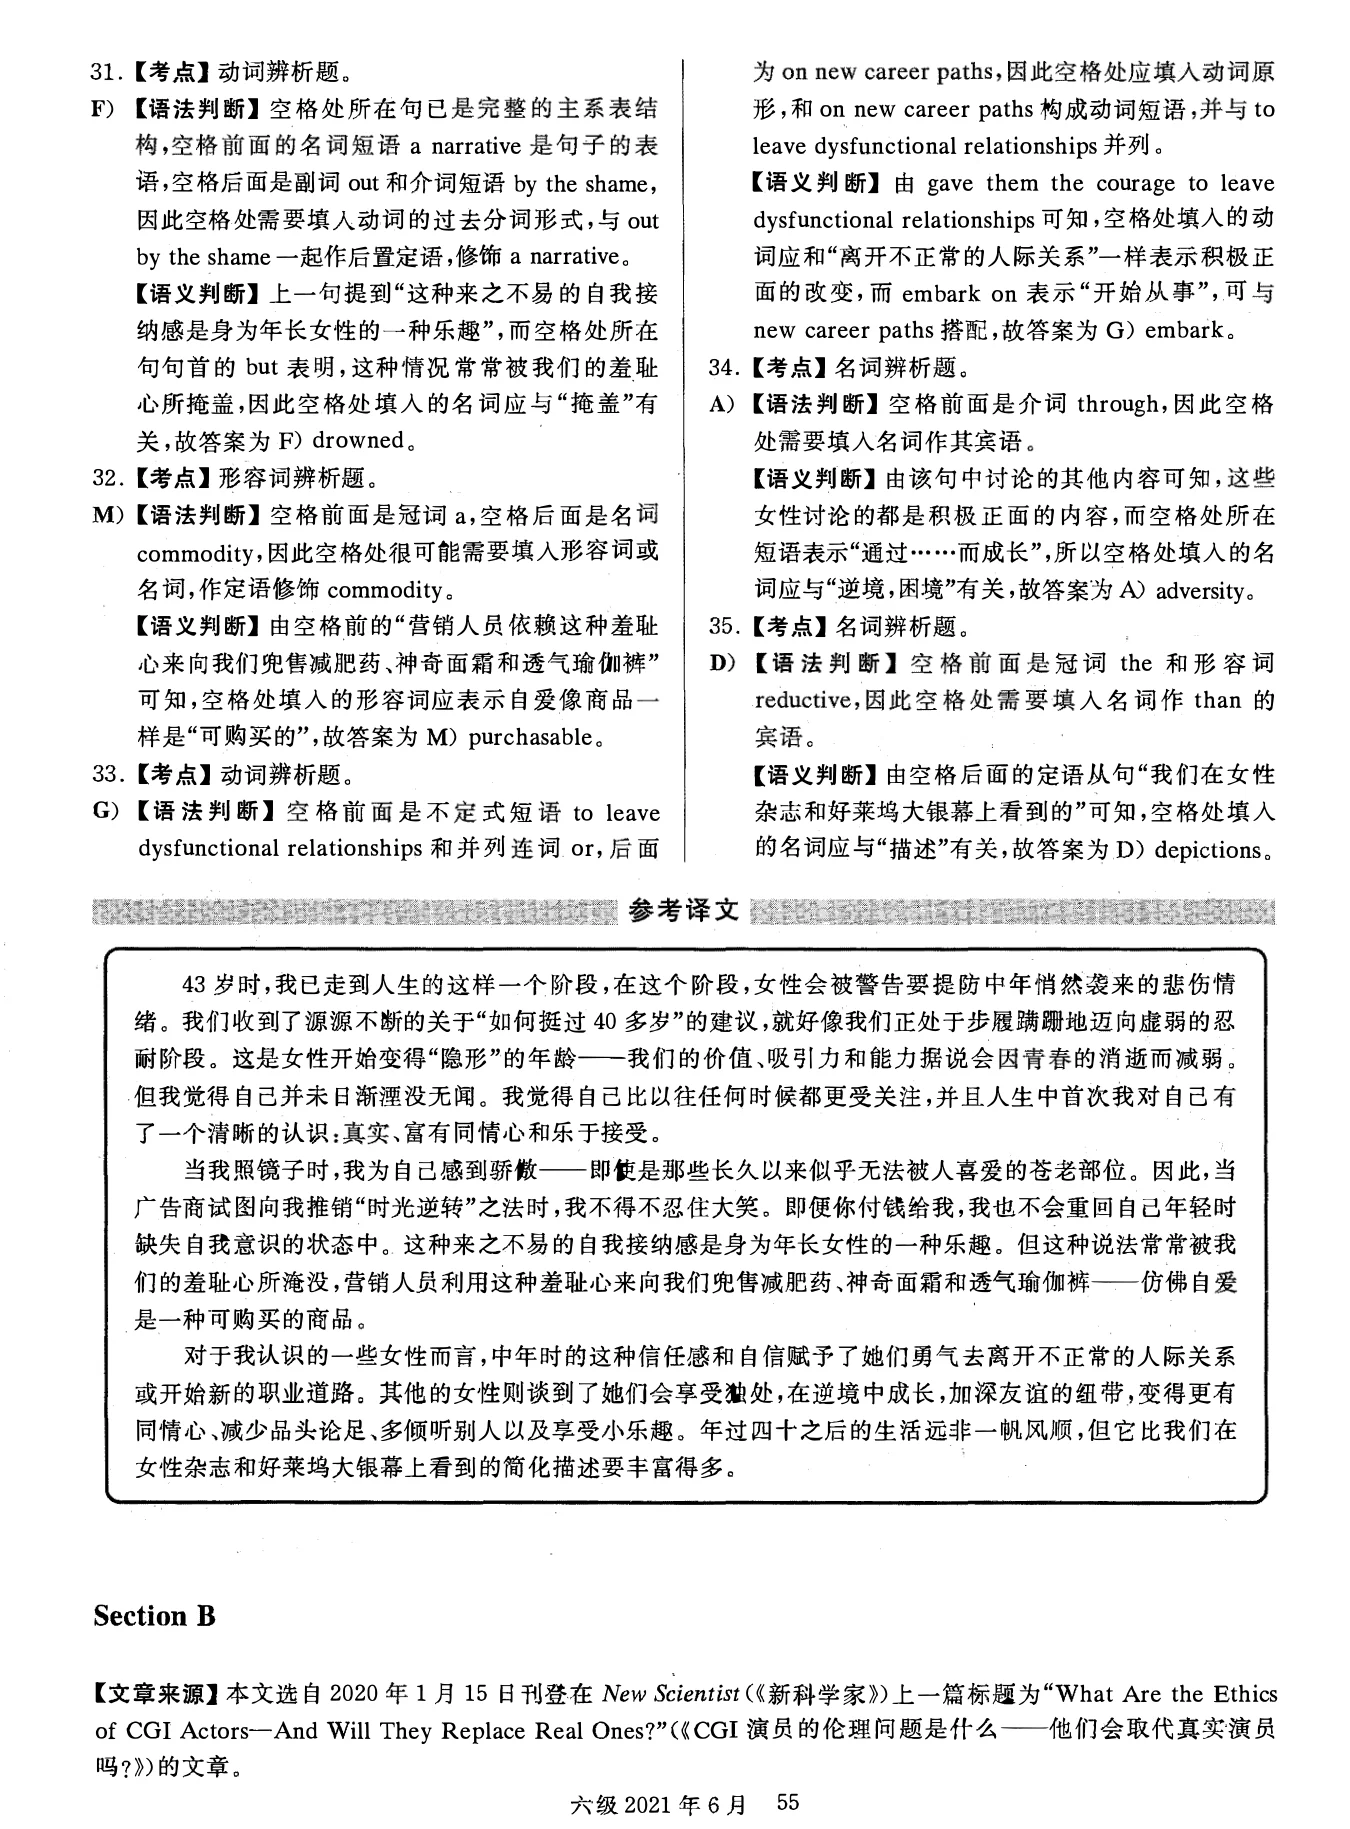 31.【考点】动词辨析题。
F)【语法判断】空格处所在句已是完整的主系表结
构,空格前面的名词短语 a narrative 是句子的表
语,空格后面是副词 out 和介词短语 by the shame,
因此空格处需要填入动词的过去分词形式,与 out
by the shame 一起作后置定语,修饰 a narrative。
【语义判断】上一句提到“这种来之不易的自我接
纳感是身为年长女性的一种乐趣”,而空格处所在
句句首的 but 表明,这种情况常常被我们的羞耻
心所掩盖,因此空格处填入的名词应与“掩盖”有
关,故答案为 F) drowned。
32.【考点】形容词辨析题。
M)【语法判断】空格前面是冠词 a,空格后面是名词
commodity,因此空格处很可能需要填入形容词或
名词,作定语修饰 commodity。
【语义判断】由空格前的“营销人员依赖这种羞耻
心来向我们兜售减肥药、神奇面霜和透气瑜伽裤”
可知,空格处填入的形容词应表示自爱像商品一
样是“可购买的”,故答案为 M) purchasable。
33.【考点】动词辨析题。
G)【语法判断】空格前面是不定式短语 to leave
dysfunctional relationships 和并列连词 or,后面
为 on new career paths,因此空格处应填入动词原
形,和 on new career paths 构成动词短语,并与 to
leave dysfunctional relationships 并列。
【语义判断】由 gave them the courage to leave
dysfunctional relationships 可知,空格处填入的动
词应和“离开不正常的人际关系”一样表示积极正
面的改变,而 embark on 表示“开始从事”,可与
new career paths 搭配,故答案为 G) embark。
34.【考点】名词辨析题。
A)【语法判断】空格前面是介词 through,因此空格
处需要填入名词作其宾语。
【语义判断】由该句中讨论的其他内容可知,这些
女性讨论的都是积极正面的内容,而空格处所在
短语表示“通过……而成长”,所以空格处填入的名
词应与“逆境,困境”有关,故答案为 A) adversity。
35.【考点】名词辨析题。
D)【语法判断】空格前面是冠词 the 和形容词
reductive,因此空格处需要填入名词作 than 的
宾语。
【语义判断】由空格后面的定语从句“我们在女性
杂志和好莱坞大银幕上看到的”可知,空格处填入
的名词应与“描述”有关,故答案为 D) depictions。
参考译文
43 岁时,我已走到人生的这样一个阶段,在这个阶段,女性会被警告要提防中年悄然袭来的悲伤情
绪。我们收到了源源不断的关于“如何挺过 40 多岁”的建议,就好像我们正处于步履蹒跚地迈向虚弱的忍
耐阶段。这是女性开始变得“隐形”的年龄——我们的价值、吸引力和能力据说会因青春的消逝而减弱。
但我觉得自己并未日渐湮没无闻。我觉得自己比以往任何时候都更受关注,并且人生中首次我对自己有
了一个清晰的认识:真实、富有同情心和乐于接受。
当我照镜子时,我为自己感到骄傲——即使是那些长久以来似乎无法被人喜爱的苍老部位。因此,当
广告商试图向我推销“时光逆转”之法时,我不得不忍住大笑。即便你付钱给我,我也不会重回自己年轻时
缺失自我意识的状态中。这种来之不易的自我接纳感是身为年长女性的一种乐趣。但这种说法常常被我
们的羞耻心所淹没,营销人员利用这种羞耻心来向我们兜售减肥药、神奇面霜和透气瑜伽裤——仿佛自爱
是一种可购买的商品。
对于我认识的一些女性而言,中年时的这种信任感和自信赋予了她们勇气去离开不正常的人际关系
或开始新的职业道路。其他的女性则谈到了她们会享受独处,在逆境中成长,加深友谊的纽带,变得更有
同情心、减少品头论足、多倾听别人以及享受小乐趣。年过四十之后的生活远非一帆风顺,但它比我们在
女性杂志和好莱坞大银幕上看到的简化描述要丰富得多。
Section B
【文章来源】本文选自 2020 年 1 月 15 日刊登在 New Scientist(《新科学家》)上一篇标题为“What Are the Ethics
of CGI Actors—And Will They Replace Real Ones?”(《CGI 演员的伦理问题是什么——他们会取代真实演员
吗?》)的文章。
六级 2021 年 6 月 55